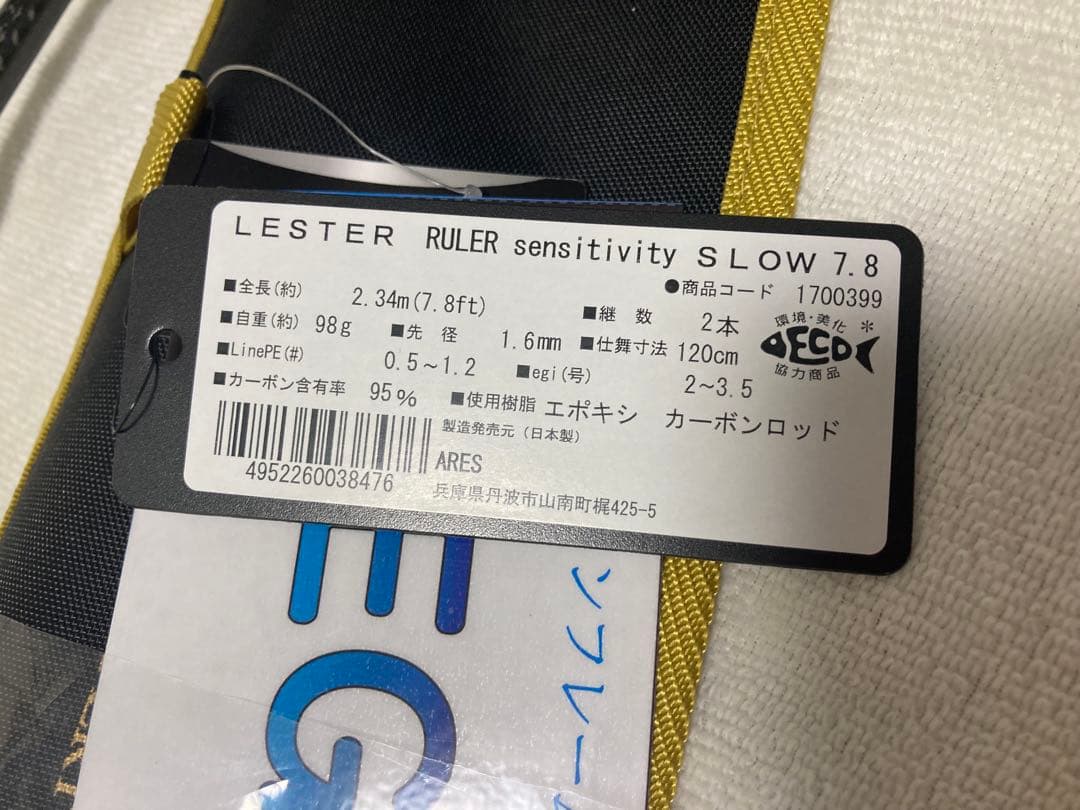 LESTER RULER sensitivity SLOW 7.8
●商品コード 1700399
■全長(約) 2.34m(7.8ft) ■継 数 2本
■自重(約) 98g ■先 径 1.6mm ■仕舞寸法 120cm
■LinePE(#) 0.5～1.2 ■egi(号) 2～3.5
■カーボン含有率 95% ■使用樹脂 エポキシ カーボンロッド
環境・美化
ECO
協力商品
*
製造発売元 (日本製)
ARES
兵庫県丹波市山南町梶425-5
4952260038476
EG
ンフレー